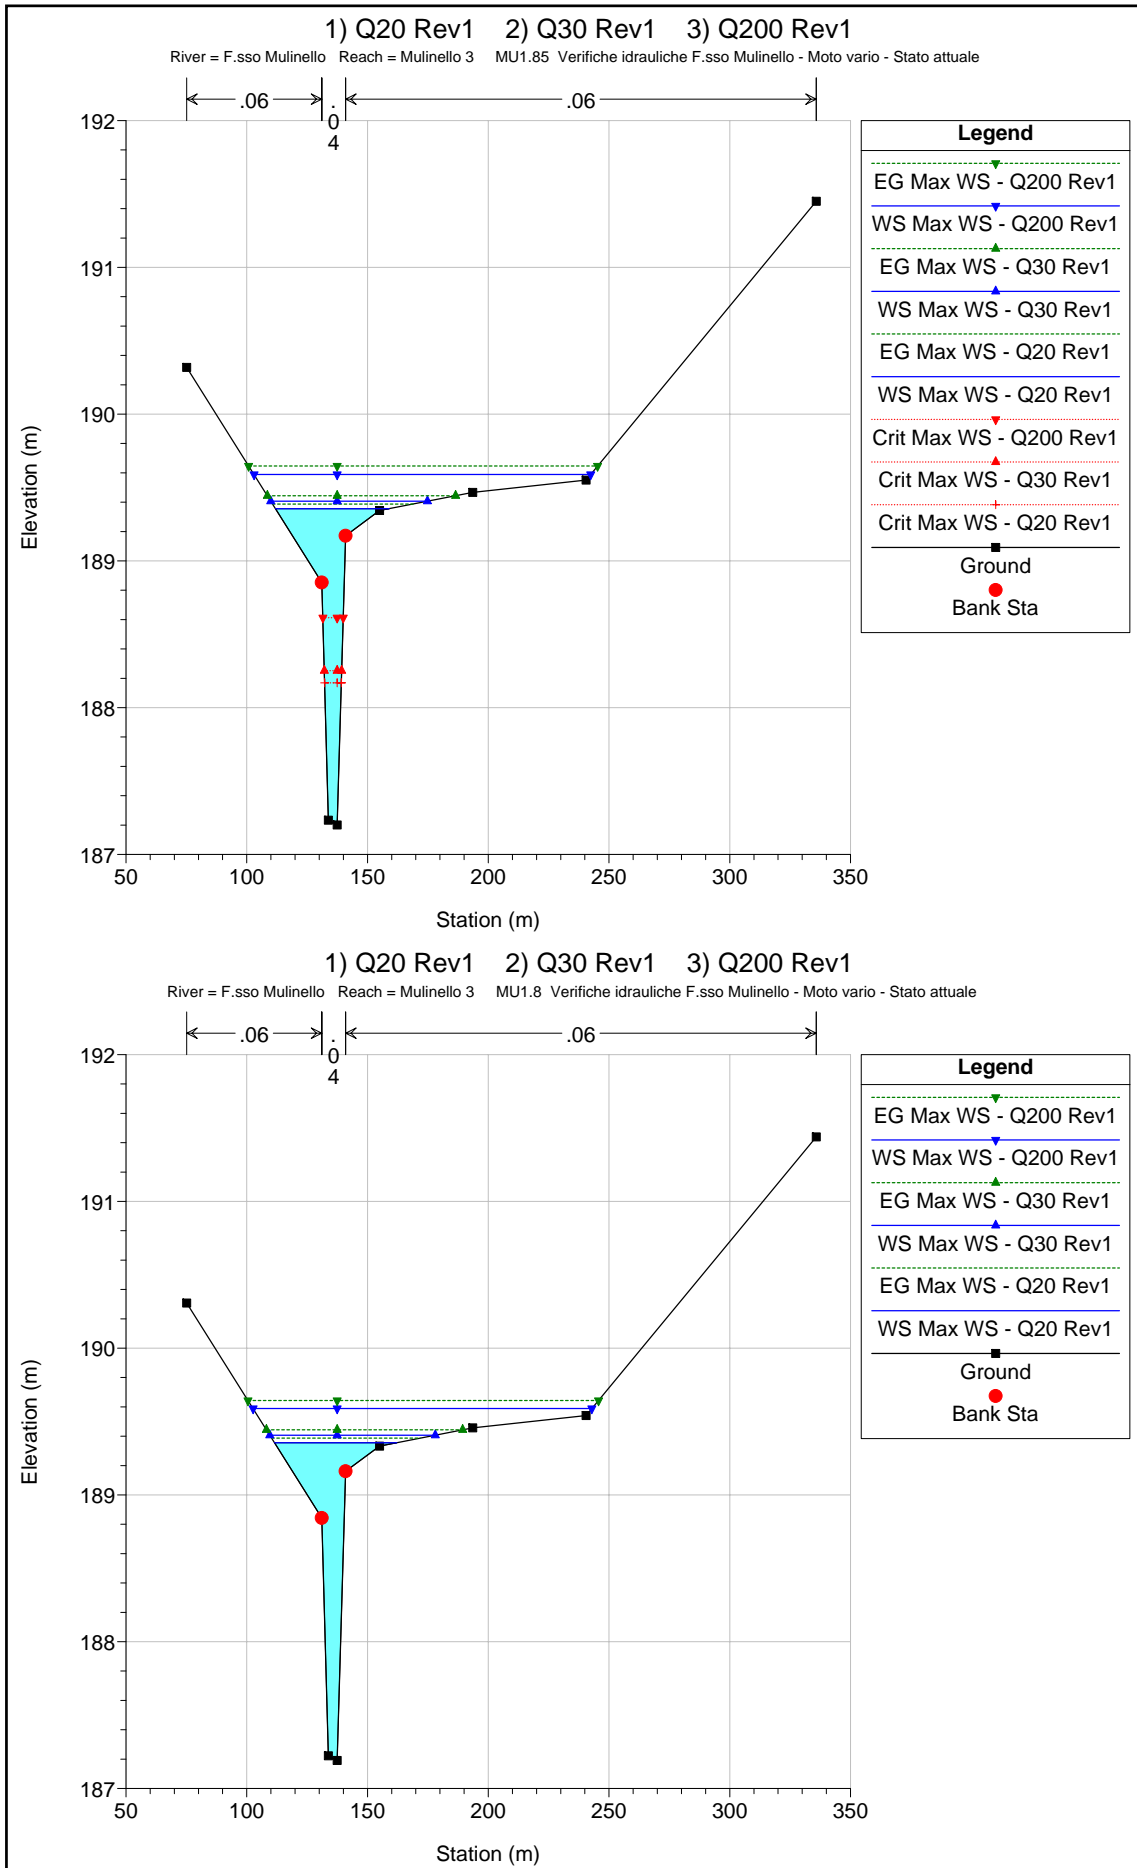 1) Q20 Rev1 2) Q30 Rev1 3) Q200 Rev1
River = F.sso Mulinello Reach = Mulinello 3 MU1.85 Verifiche idrauliche F.sso Mulinello - Moto vario - Stato attuale
.06
.
0
4
.06
192
191
190
189
188
187
Elevation (m)
50 100 150 200 250 300 350
Station (m)
Legend
EG Max WS - Q200 Rev1
WS Max WS - Q200 Rev1
EG Max WS - Q30 Rev1
WS Max WS - Q30 Rev1
EG Max WS - Q20 Rev1
WS Max WS - Q20 Rev1
Crit Max WS - Q200 Rev1
Crit Max WS - Q30 Rev1
Crit Max WS - Q20 Rev1
Ground
Bank Sta
1) Q20 Rev1 2) Q30 Rev1 3) Q200 Rev1
River = F.sso Mulinello Reach = Mulinello 3 MU1.8 Verifiche idrauliche F.sso Mulinello - Moto vario - Stato attuale
.06
.
0
4
.06
192
191
190
189
188
187
Elevation (m)
50 100 150 200 250 300 350
Station (m)
Legend
EG Max WS - Q200 Rev1
WS Max WS - Q200 Rev1
EG Max WS - Q30 Rev1
WS Max WS - Q30 Rev1
EG Max WS - Q20 Rev1
WS Max WS - Q20 Rev1
Ground
Bank Sta